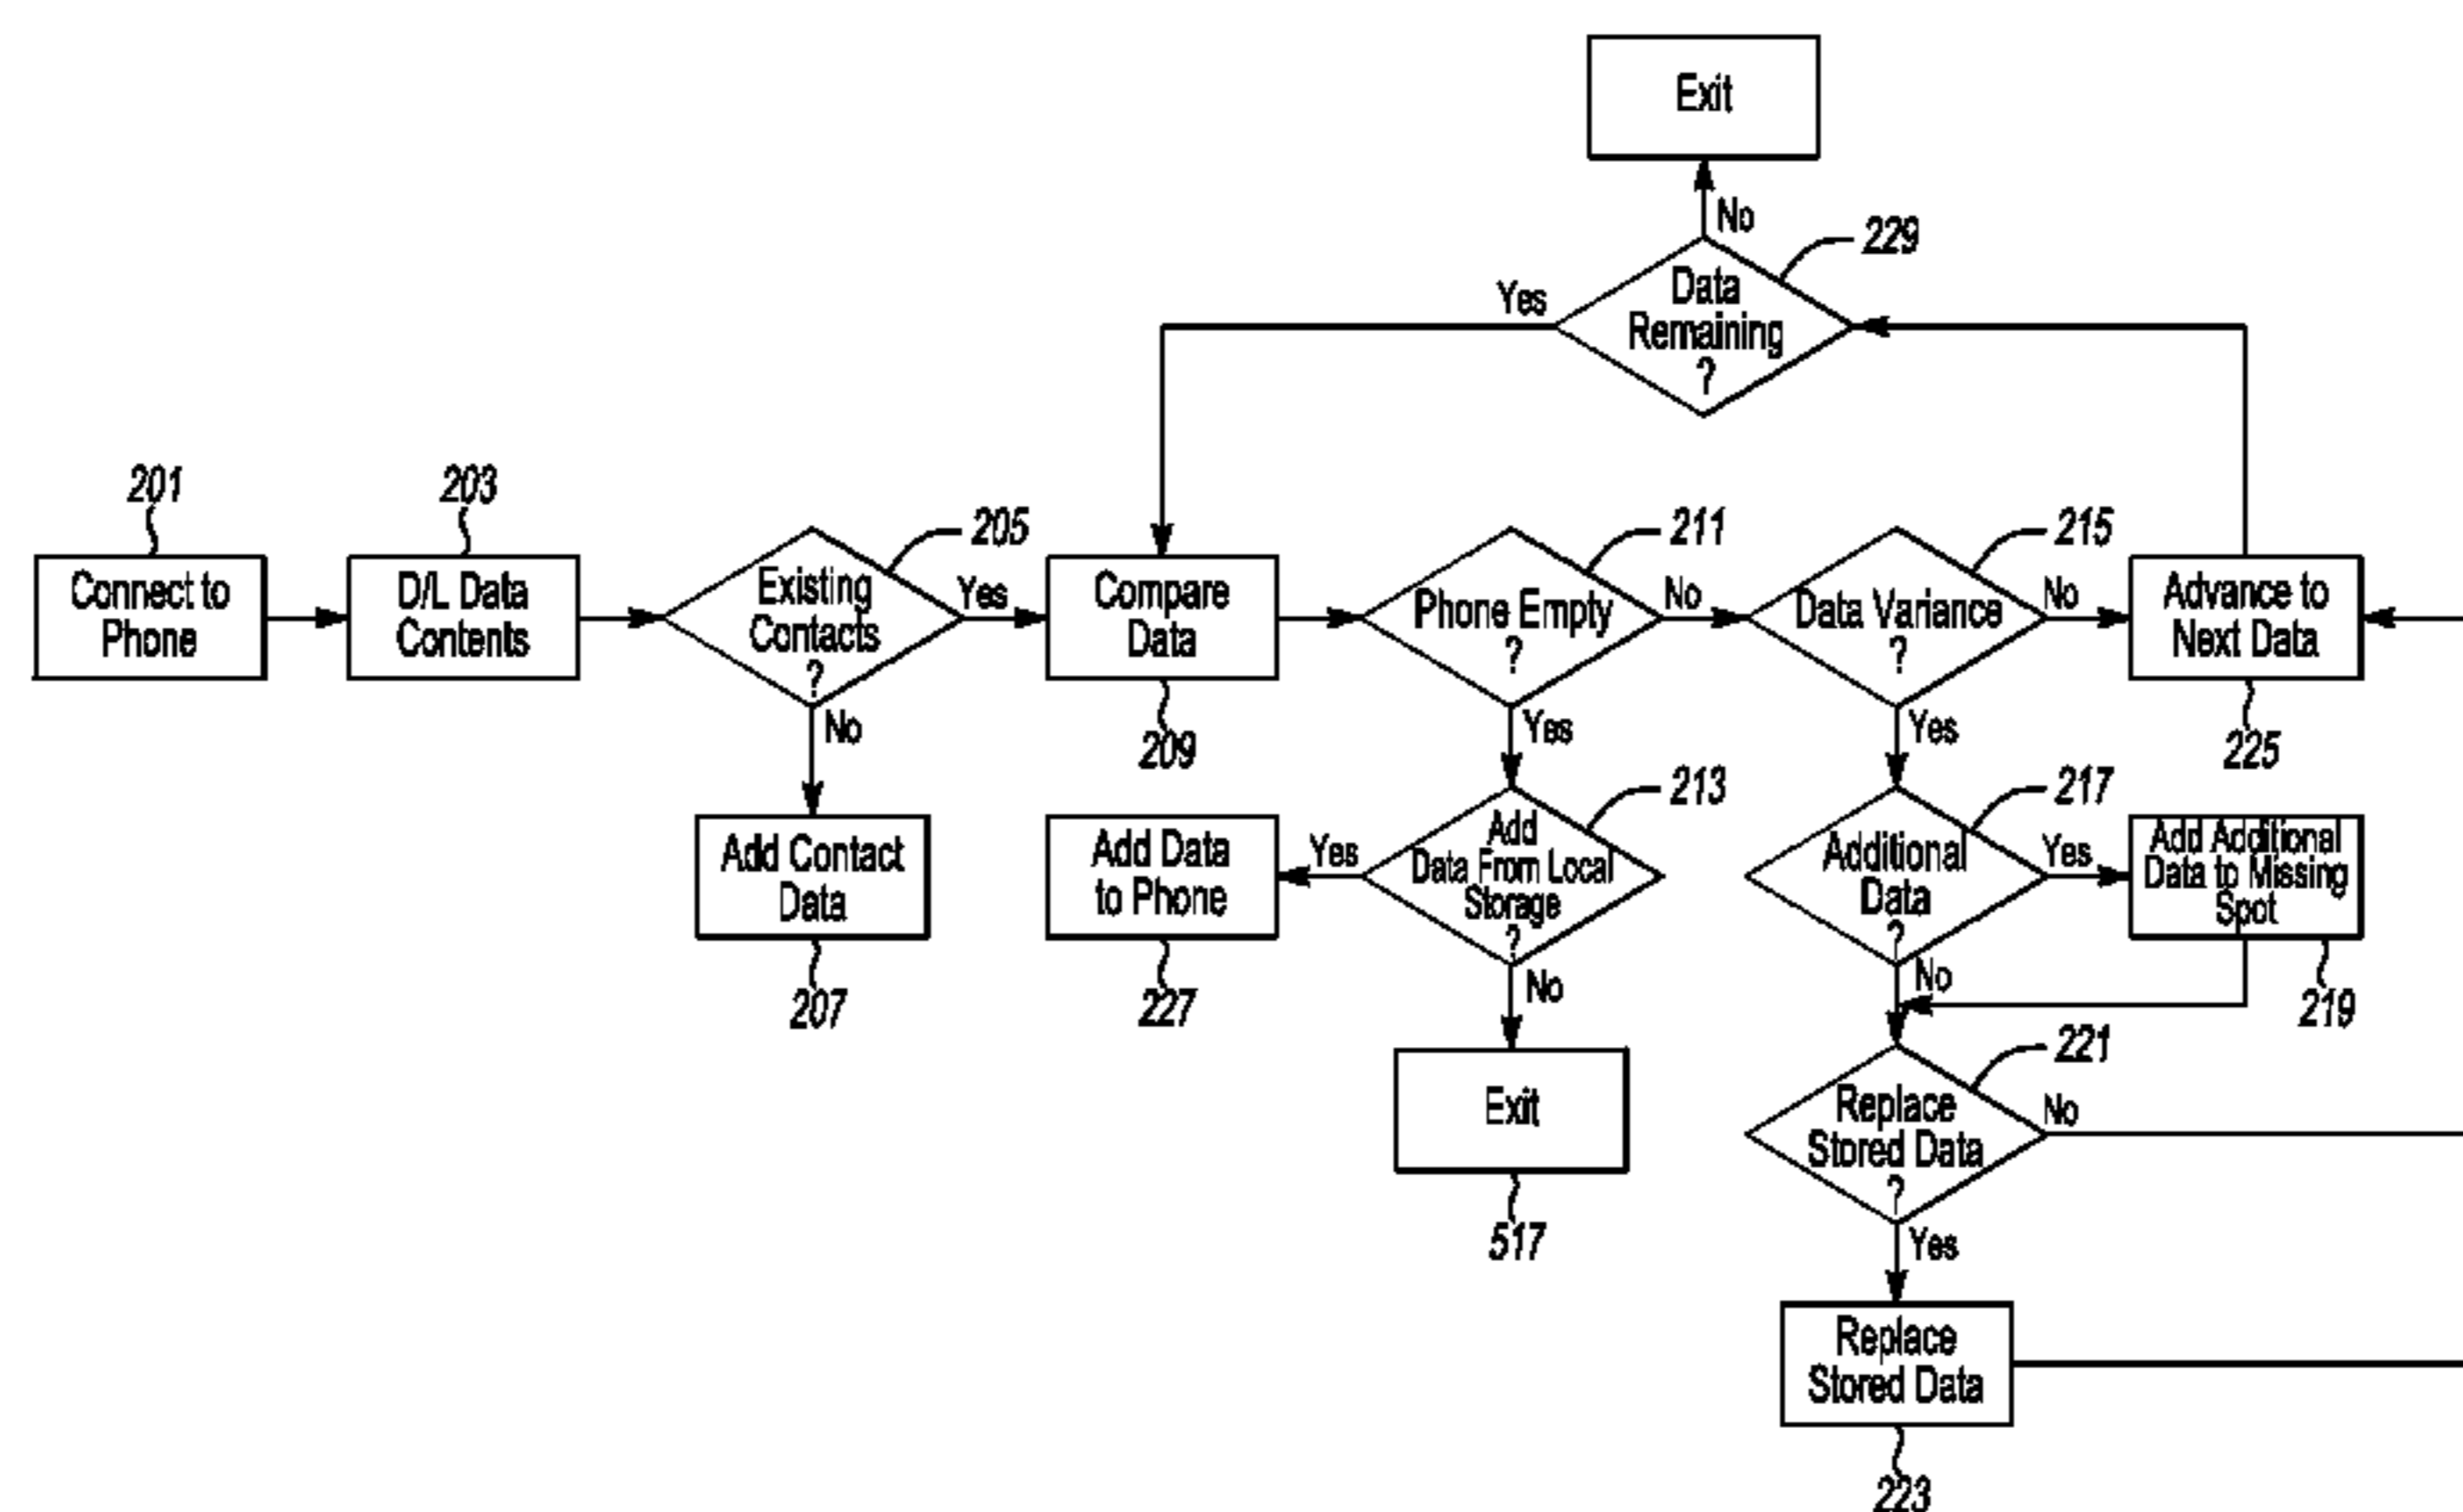 Exit
No
229
Data
Remaining
?
Yes
201
203
205
211
215
Connect to
Phone
D/L Data
Contents
Existing
Contacts
?
Yes
Compare
Data
Phone Empty
?
No
Data Variance
?
No
Advance to
Next Data
No
209
Yes
Yes
225
213
217
Add Contact
Data
Add Data
to Phone
Yes
Add
Data From Local
Storage
?
Additional
Data
?
Yes
Add Additional
Data to Missing
Spot
207
227
No
No
219
221
Exit
Replace
Stored Data
?
No
517
Yes
Replace
Stored Data
223